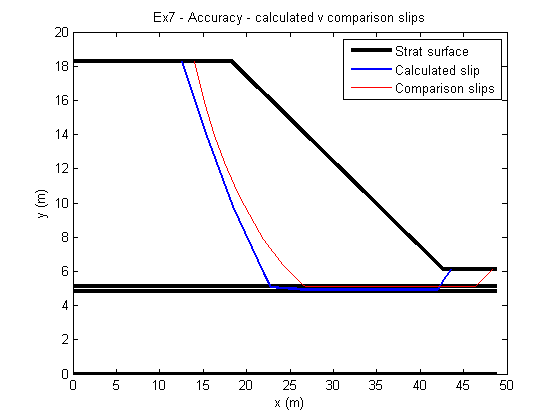 Ex7 - Accuracy - calculated v comparison slips
Strat surface
Calculated slip
Comparison slips
20
18
16
14
12
10
8
6
4
2
0
y (m)
0 5 10 15 20 25 30 35 40 45 50
x (m)